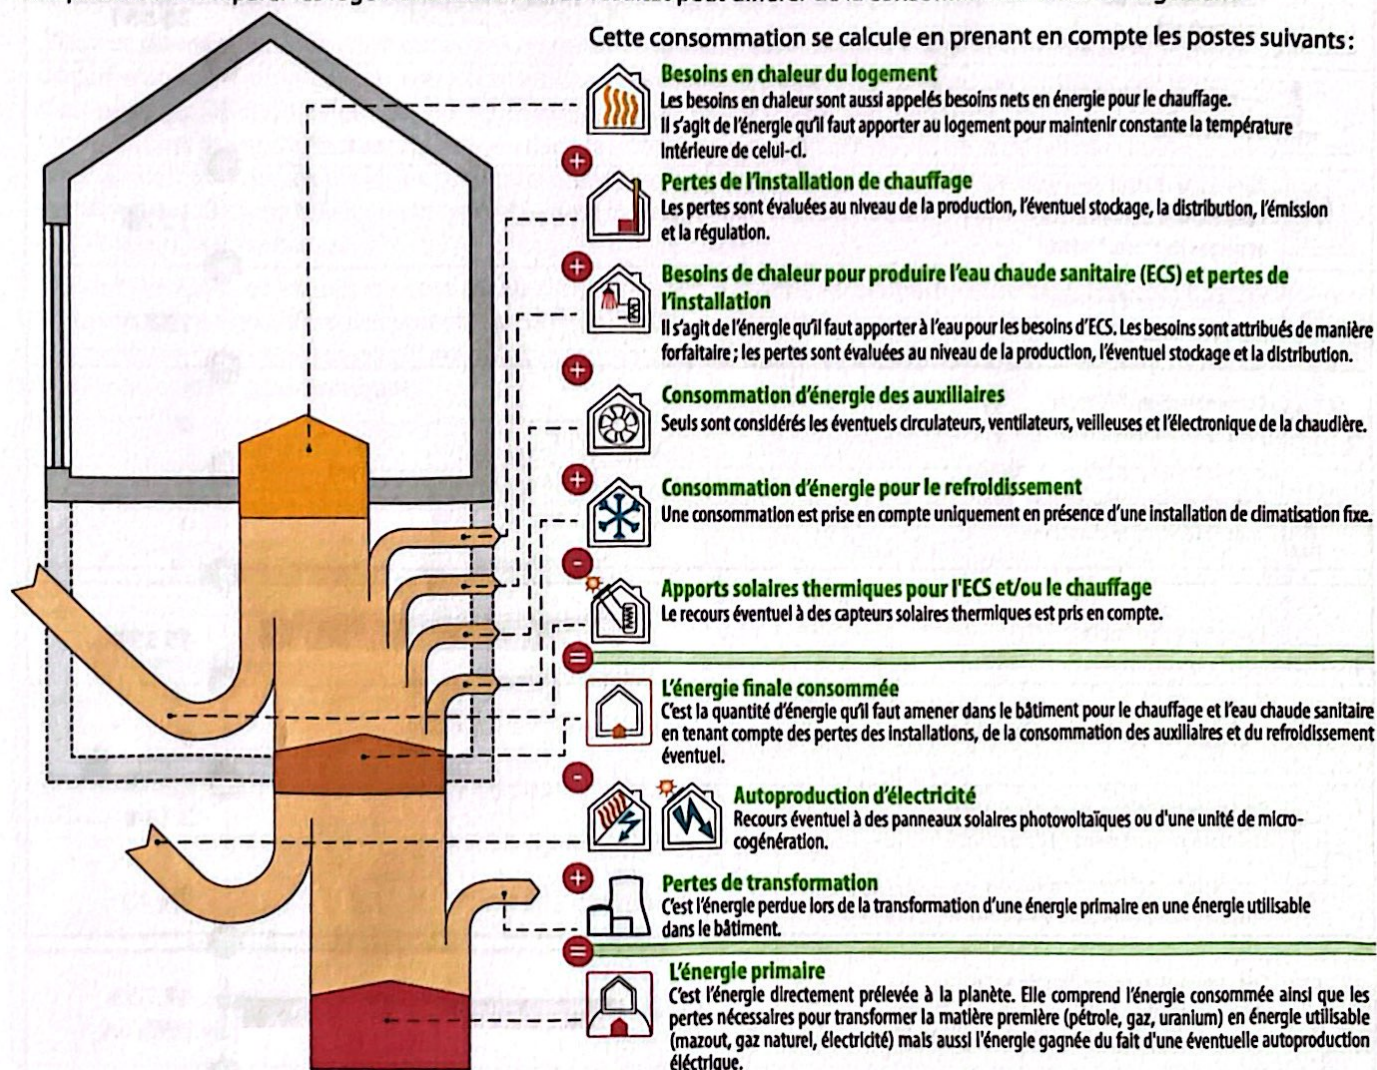 Cette consommation se calcule en prenant en compte les postes suivants:
Besoins en chaleur du logement
Les besoins en chaleur sont aussi appelés besoins nets en énergie pour le chauffage.
Il s'agit de l'énergie qu'il faut apporter au logement pour maintenir constante la température
intérieure de celui-ci.
+
Pertes de l'installation de chauffage
Les pertes sont évaluées au niveau de la production, l'éventuel stockage, la distribution, l'émission
et la régulation.
+
Besoins de chaleur pour produire l'eau chaude sanitaire (ECS) et pertes de
l'installation
Il s'agit de l'énergie qu'il faut apporter à l'eau pour les besoins d'ECS. Les besoins sont attribués de manière
forfaitaire ; les pertes sont évaluées au niveau de la production, l'éventuel stockage et la distribution.
+
Consommation d'énergie des auxiliaires
Seuls sont considérés les éventuels circulateurs, ventilateurs, veilleuses et l'électronique de la chaudière.
+
Consommation d'énergie pour le refroidissement
Une consommation est prise en compte uniquement en présence d'une installation de climatisation fixe.
-
Apports solaires thermiques pour l'ECS et/ou le chauffage
Le recours éventuel à des capteurs solaires thermiques est pris en compte.
=
L'énergie finale consommée
C'est la quantité d'énergie qu'il faut amener dans le bâtiment pour le chauffage et l'eau chaude sanitaire
en tenant compte des pertes des installations, de la consommation des auxiliaires et du refroidissement
éventuel.
-
Autoproduction d'électricité
Recours éventuel à des panneaux solaires photovoltaïques ou d'une unité de micro-
cogénération.
+
Pertes de transformation
C'est l'énergie perdue lors de la transformation d'une énergie primaire en une énergie utilisable
dans le bâtiment.
=
L'énergie primaire
C'est l'énergie directement prélevée à la planète. Elle comprend l'énergie consommée ainsi que les
pertes nécessaires pour transformer la matière première (pétrole, gaz, uranium) en énergie utilisable
(mazout, gaz naturel, électricité) mais aussi l'énergie gagnée du fait d'une éventuelle autoproduction
éléctrique.